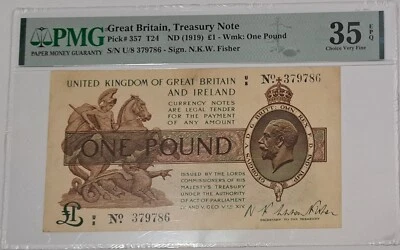 PMG
PAPER MONEY GUARANTY
Great Britain, Treasury Note
Pick# 357 T24 ND (1919) £1 - Wmk: One Pound
S/N U/8 379786 - Sign. N.K.W. Fisher
35 EPQ
Choice Very Fine
UNITED KINGDOM OF GREAT BRITAIN
AND IRELAND
U/8 No 379786
CURRENCY NOTES
ARE LEGAL TENDER
FOR THE PAYMENT
OF ANY AMOUNT
ONE POUND
ISSUED BY THE LORDS
COMMISSIONERS OF HIS
MAJESTY'S TREASURY
UNDER THE AUTHORITY
OF ACT OF PARLIAMENT
£1
U/8 No 379786